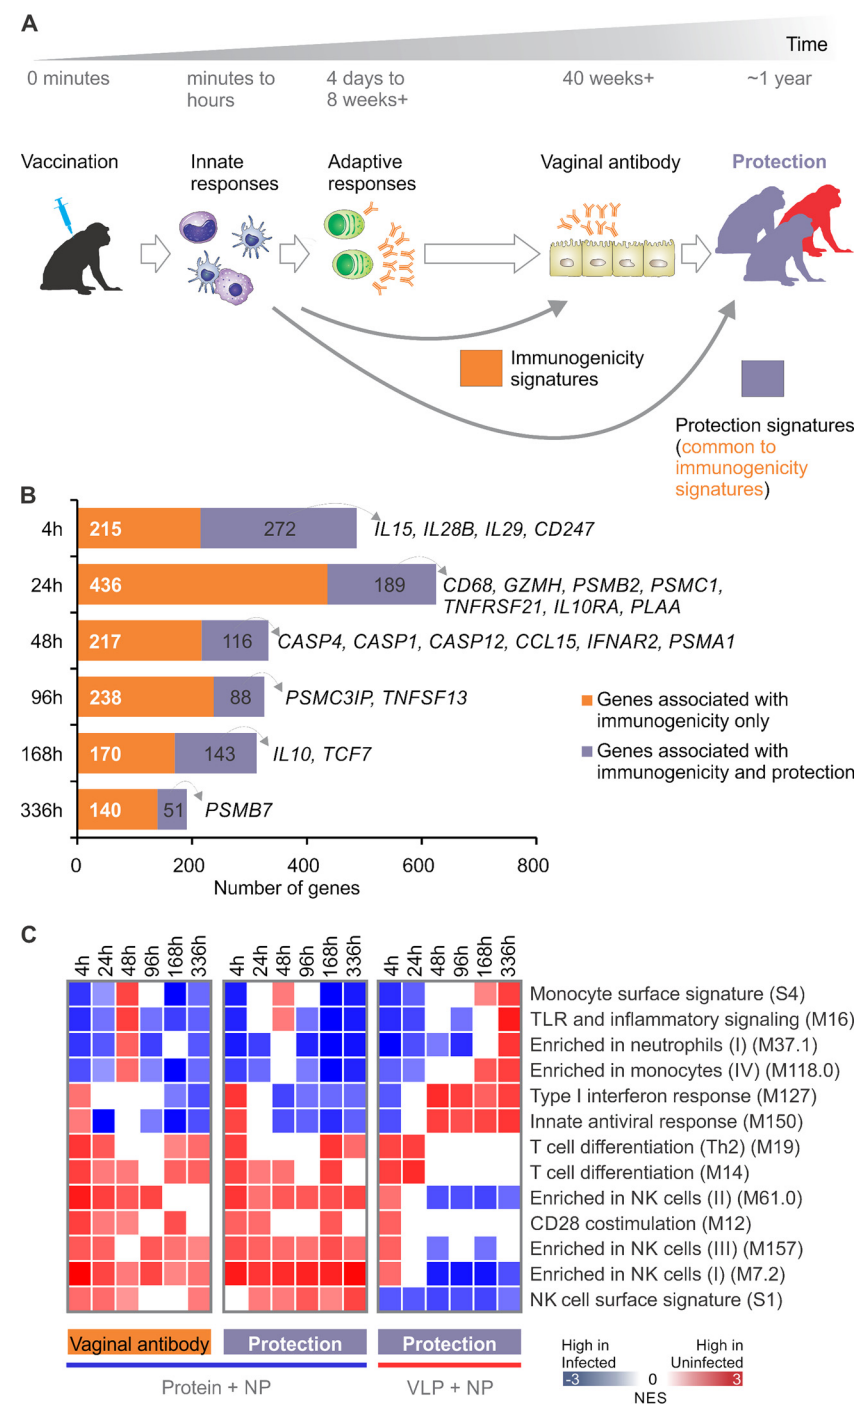 A
Time
0 minutes
minutes to
hours
4 days to
8 weeks+
40 weeks+
~1 year
Vaccination
Innate
responses
Adaptive
responses
Vaginal antibody
Protection
Immunogenicity
signatures
Protection signatures
(common to
immunogenicity
signatures)
B
4h
215
272
IL15, IL28B, IL29, CD247
24h
436
189
CD68, GZMH, PSMB2, PSMC1,
TNFRSF21, IL10RA, PLAA
48h
217
116
CASP4, CASP1, CASP12, CCL15, IFNAR2, PSMA1
96h
238
88
PSMC3IP, TNFSF13
168h
170
143
IL10, TCF7
336h
140
51
PSMB7
Genes associated with
immunogenicity only
Genes associated with
immunogenicity and protection
0 200 400 600 800
Number of genes
C
4h 24h 48h 96h 168h 336h 4h 24h 48h 96h 168h 336h 4h 24h 48h 96h 168h 336h
Monocyte surface signature (S4)
TLR and inflammatory signaling (M16)
Enriched in neutrophils (I) (M37.1)
Enriched in monocytes (IV) (M118.0)
Type I interferon response (M127)
Innate antiviral response (M150)
T cell differentiation (Th2) (M19)
T cell differentiation (M14)
Enriched in NK cells (II) (M61.0)
CD28 costimulation (M12)
Enriched in NK cells (III) (M157)
Enriched in NK cells (I) (M7.2)
NK cell surface signature (S1)
Vaginal antibody
Protection
Protection
Protein + NP
VLP + NP
High in
Infected
High in
Uninfected
-3 0 3
NES